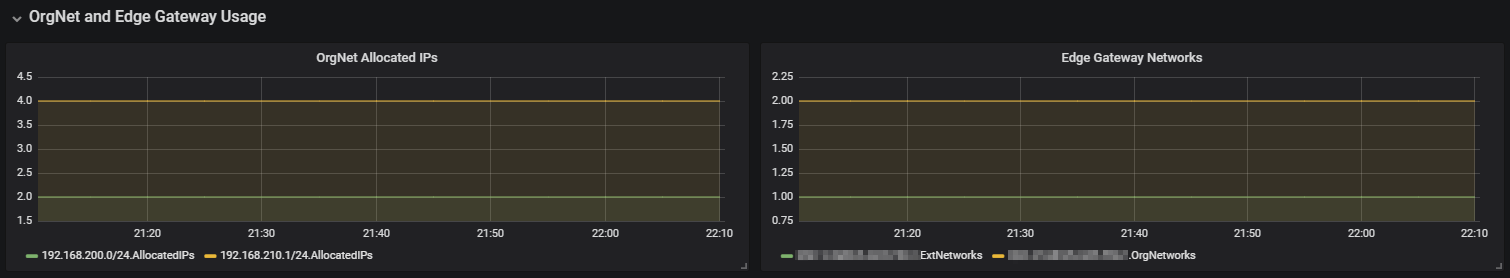 OrgNet and Edge Gateway Usage
OrgNet Allocated IPs
4.5
4.0
3.5
3.0
2.5
2.0
1.5
21:20 21:30 21:40 21:50 22:00 22:10
192.168.200.0/24.AllocatedIPs 192.168.210.1/24.AllocatedIPs
Edge Gateway Networks
2.25
2.00
1.75
1.50
1.25
1.00
0.75
21:20 21:30 21:40 21:50 22:00 22:10
ExtNetworks .OrgNetworks